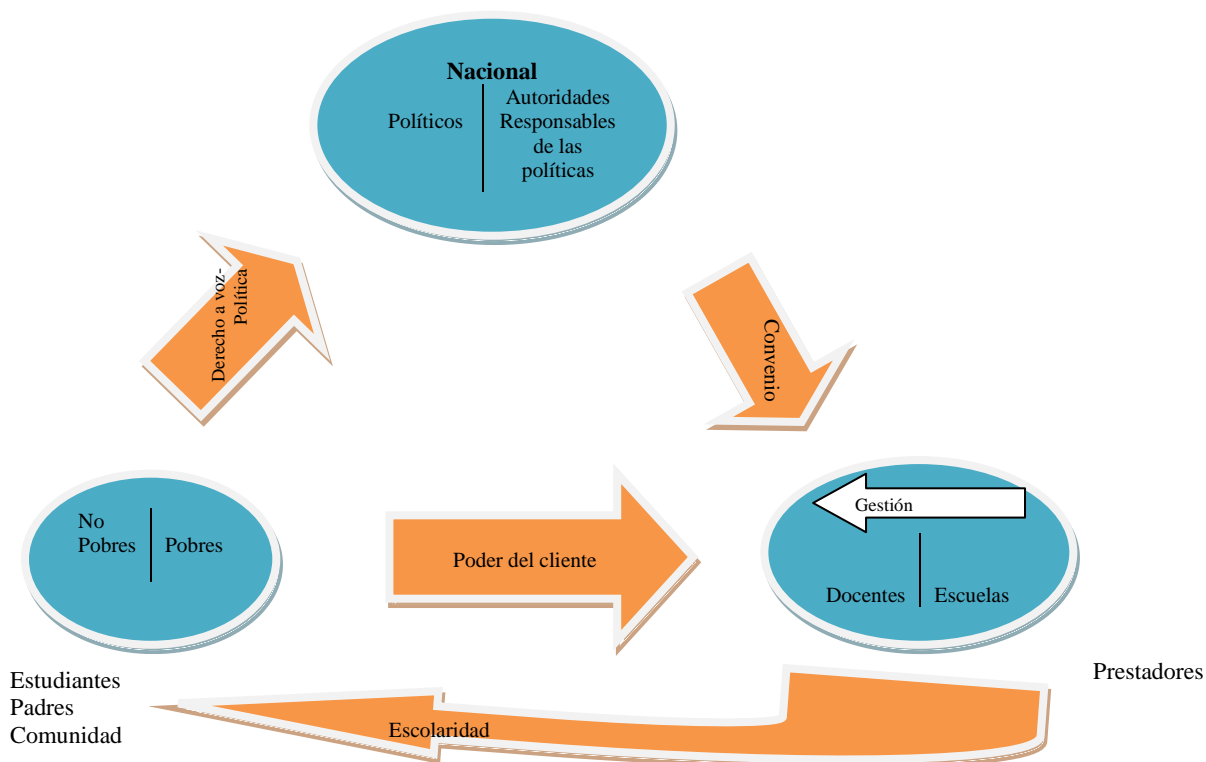 Nacional
Políticos
Autoridades
Responsables
de las
políticas
Derecho a voz-
Política
Convenio
No
Pobres
Pobres
Poder del cliente
Gestión
Docentes
Escuelas
Estudiantes
Padres
Comunidad
Escolaridad
Prestadores